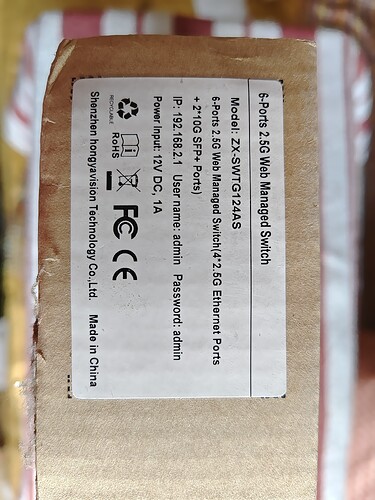 6-Ports 2.5G Web Managed Switch
Model: ZX-SWTG124AS
6-Ports 2.5G Web Managed Switch(4*2.5G Ethernet Ports
+ 2*10G SFP+ Ports)
IP: 192.168.2.1 User name: admin Password: admin
Power Input: 12V DC, 1A
RECYCLABLE
RoHS
FC CE
Shenzhen hongyavision Technology Co.,Ltd. Made in China